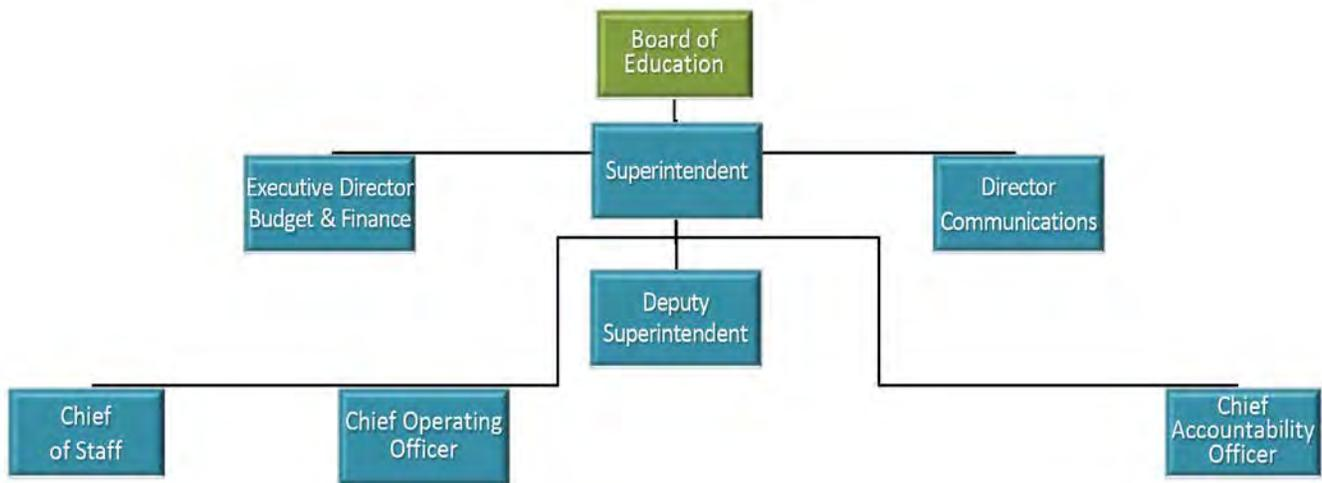 Board of
Education
Superintendent
Executive Director
Budget & Finance
Director
Communications
Deputy
Superintendent
Chief
of Staff
Chief Operating
Officer
Chief
Accountability
Officer